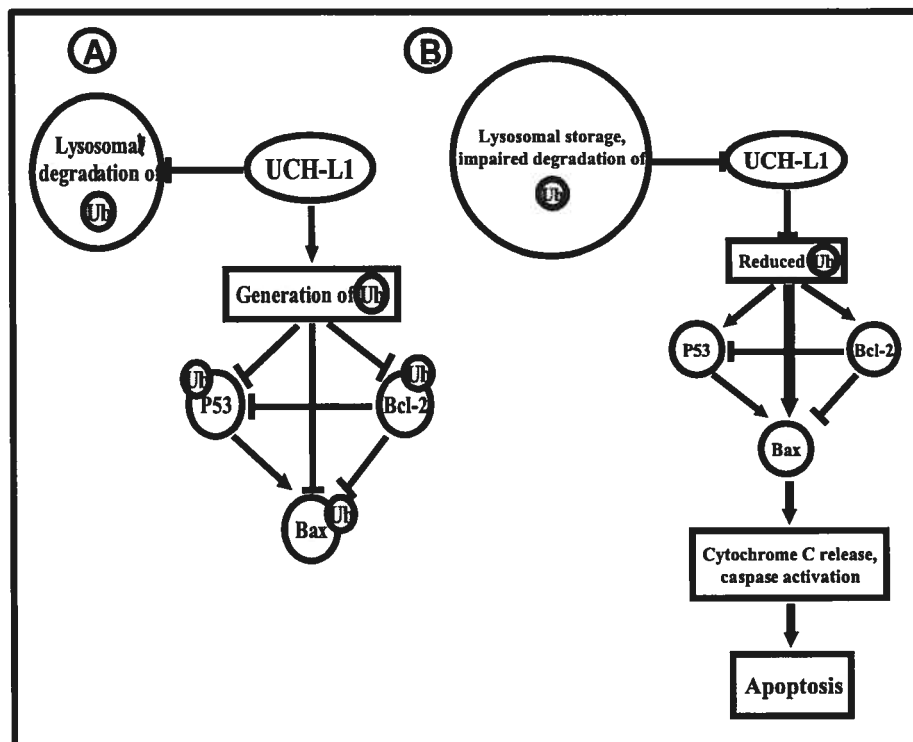 A
B
Lysosomal
degradation of
Ub
UCH-L1
Generation of Ub
Ub
P53
Ub
Bcl-2
Bax
Ub
Lysosomal storage,
impaired degradation of
Ub
UCH-L1
Reduced Ub
P53
Bcl-2
Bax
Cytochrome C release,
caspase activation
Apoptosis